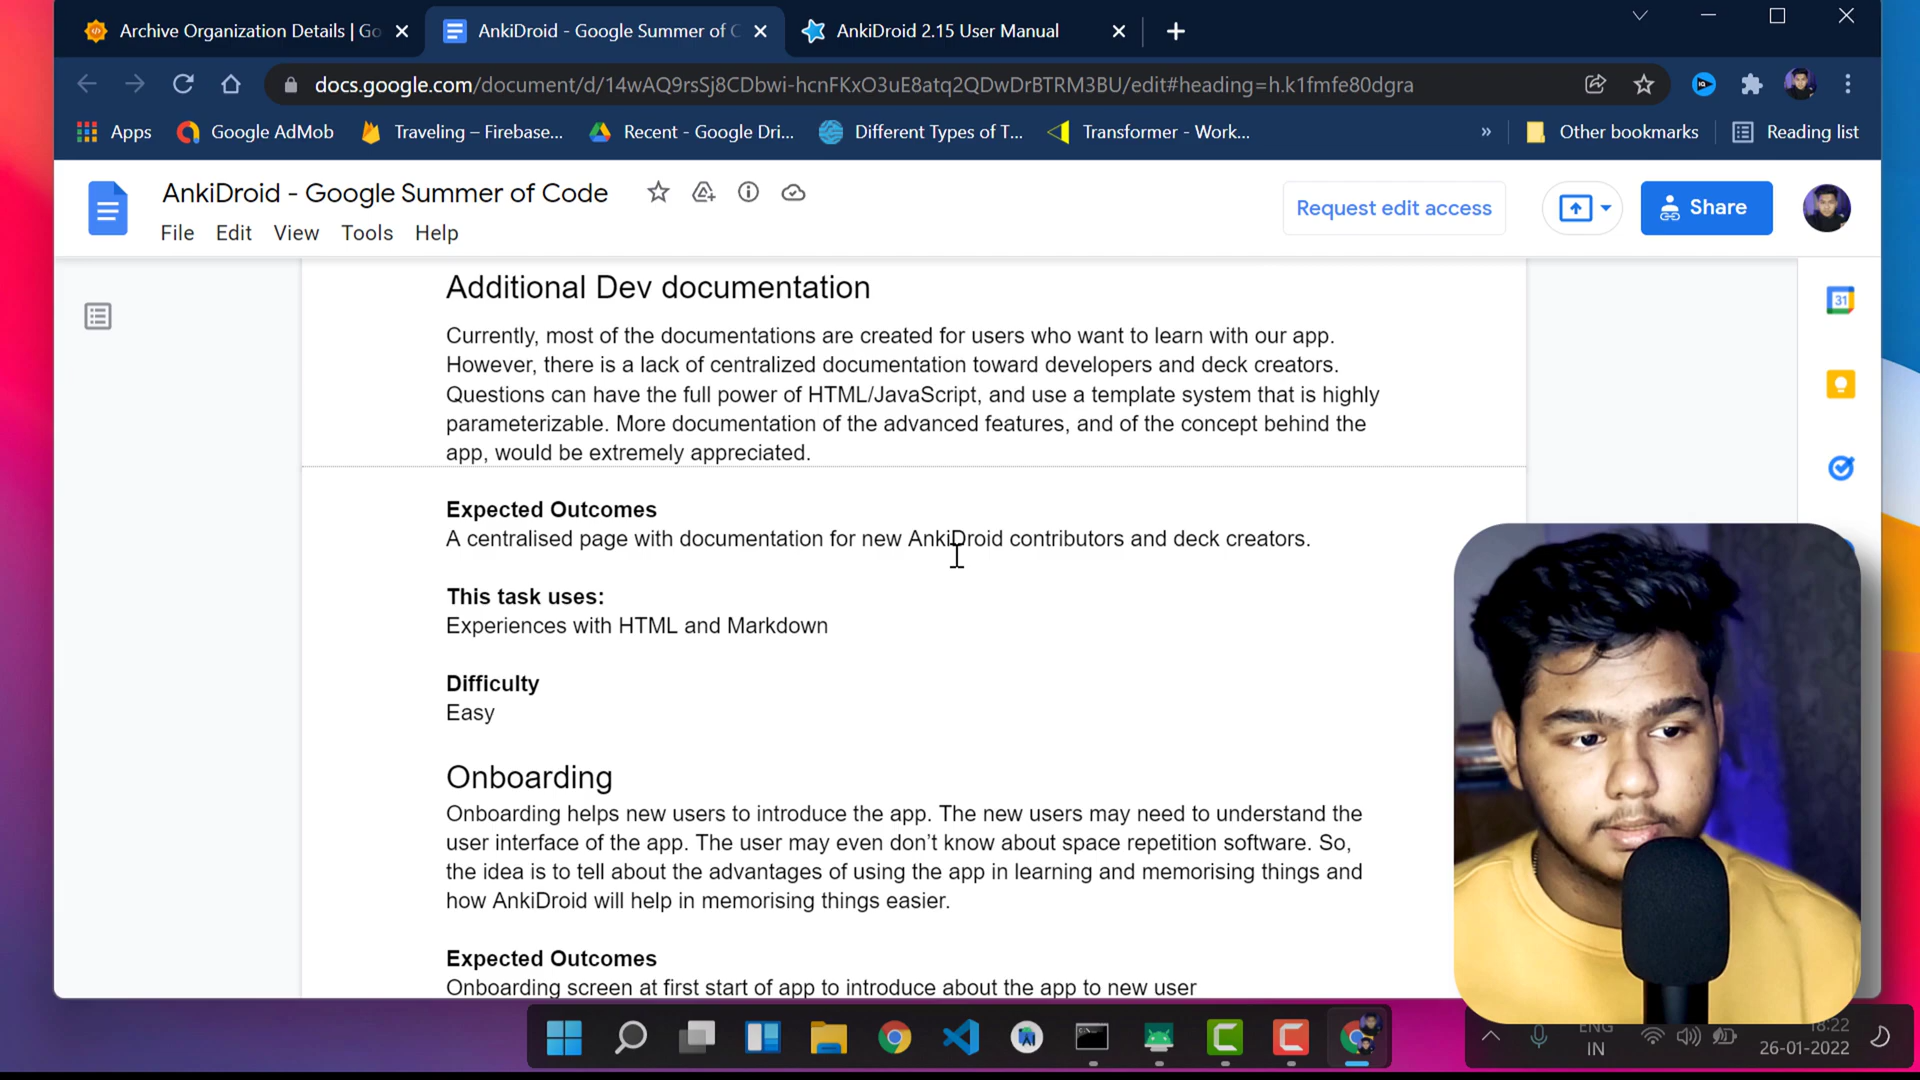 Archive Organization Details | Go
AnkiDroid - Google Summer of C
AnkiDroid 2.15 User Manual
docs.google.com/document/d/14wAQ9rsSj8CDbwi-hcnFKxO3uE8atq2QDwDrBTRM3BU/edit#heading=h.k1fmfe80dgra
Apps
Google AdMob
Traveling – Firebase...
Recent - Google Dri...
Different Types of T...
Transformer - Work...
»
Other bookmarks
Reading list
AnkiDroid - Google Summer of Code
File Edit View Tools Help
Request edit access
Share
31
Additional Dev documentation
Currently, most of the documentations are created for users who want to learn with our app.
However, there is a lack of centralized documentation toward developers and deck creators.
Questions can have the full power of HTML/JavaScript, and use a template system that is highly
parameterizable. More documentation of the advanced features, and of the concept behind the
app, would be extremely appreciated.
Expected Outcomes
A centralised page with documentation for new AnkiDroid contributors and deck creators.
This task uses:
Experiences with HTML and Markdown
Difficulty
Easy
Onboarding
Onboarding helps new users to introduce the app. The new users may need to understand the
user interface of the app. The user may even don’t know about space repetition software. So,
the idea is to tell about the advantages of using the app in learning and memorising things and
how AnkiDroid will help in memorising things easier.
Expected Outcomes
Onboarding screen at first start of app to introduce about the app to new user
ENG
IN
18:22
26-01-2022